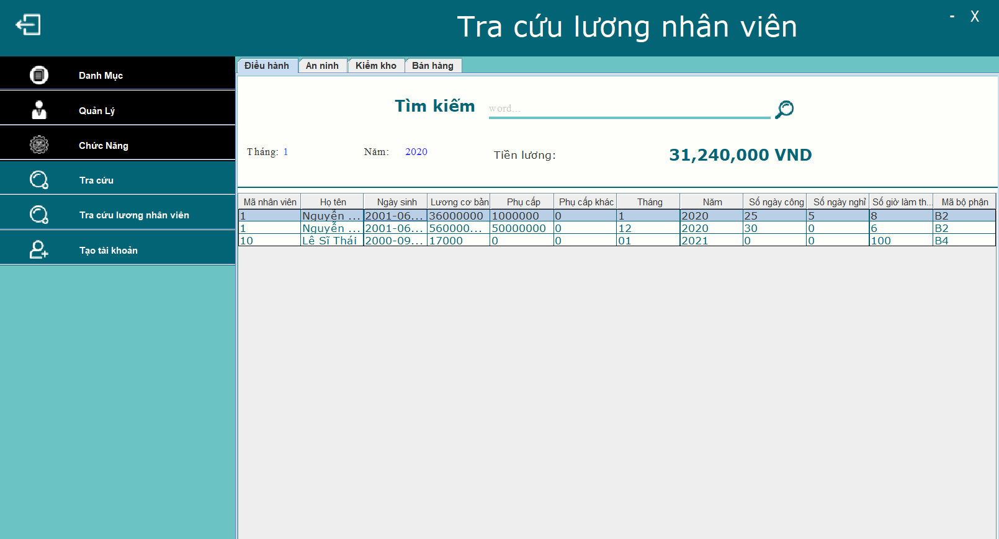 Tra cứu lương nhân viên
- X
Danh Mục
Quản Lý
Chức Năng
Tra cứu
Tra cứu lương nhân viên
Tạo tài khoản
Điều hành An ninh Kiểm kho Bán hàng
Tìm kiếm word...
Tháng: 1 Năm: 2020 Tiền lương: 31,240,000 VND
Mã nhân viên Họ tên Ngày sinh Lương cơ bản Phụ cấp Phụ cấp khác Tháng Năm Số ngày công Số ngày nghỉ Số giờ làm th... Mã bộ phận
1 Nguyễn ... 2001-06... 36000000 1000000 0 1 2020 25 5 8 B2
1 Nguyễn ... 2001-06... 560000... 50000000 0 12 2020 30 0 6 B2
10 Lê Sĩ Thái 2000-09... 17000 0 0 01 2021 0 0 100 B4